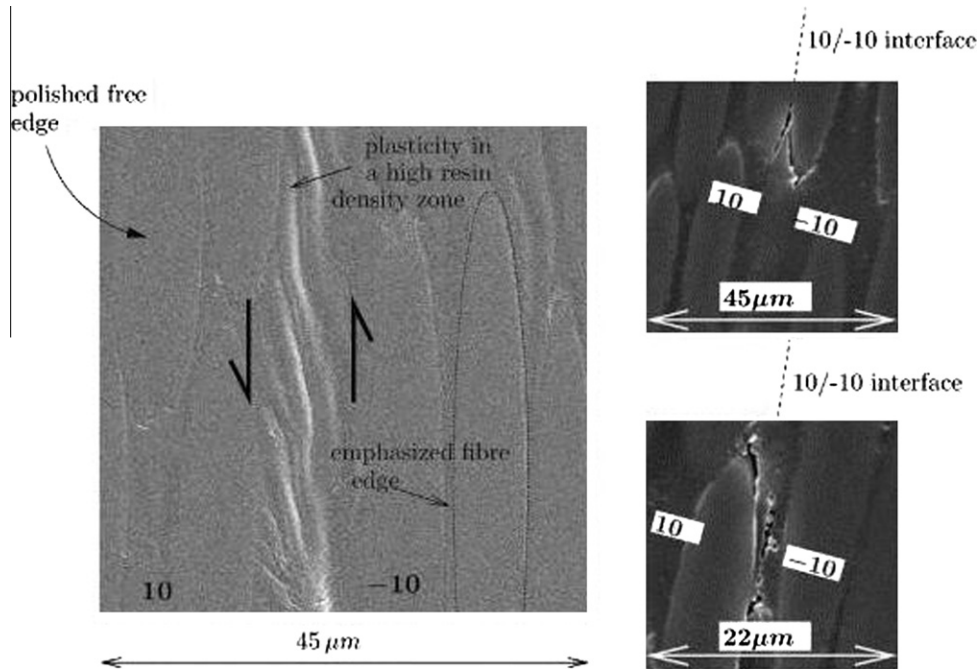 polished free
edge
plasticity in
a high resin
density zone
emphasized fibre
edge
10
−10
45 μm
10/-10 interface
10
−10
45μm
10/-10 interface
10
−10
22μm